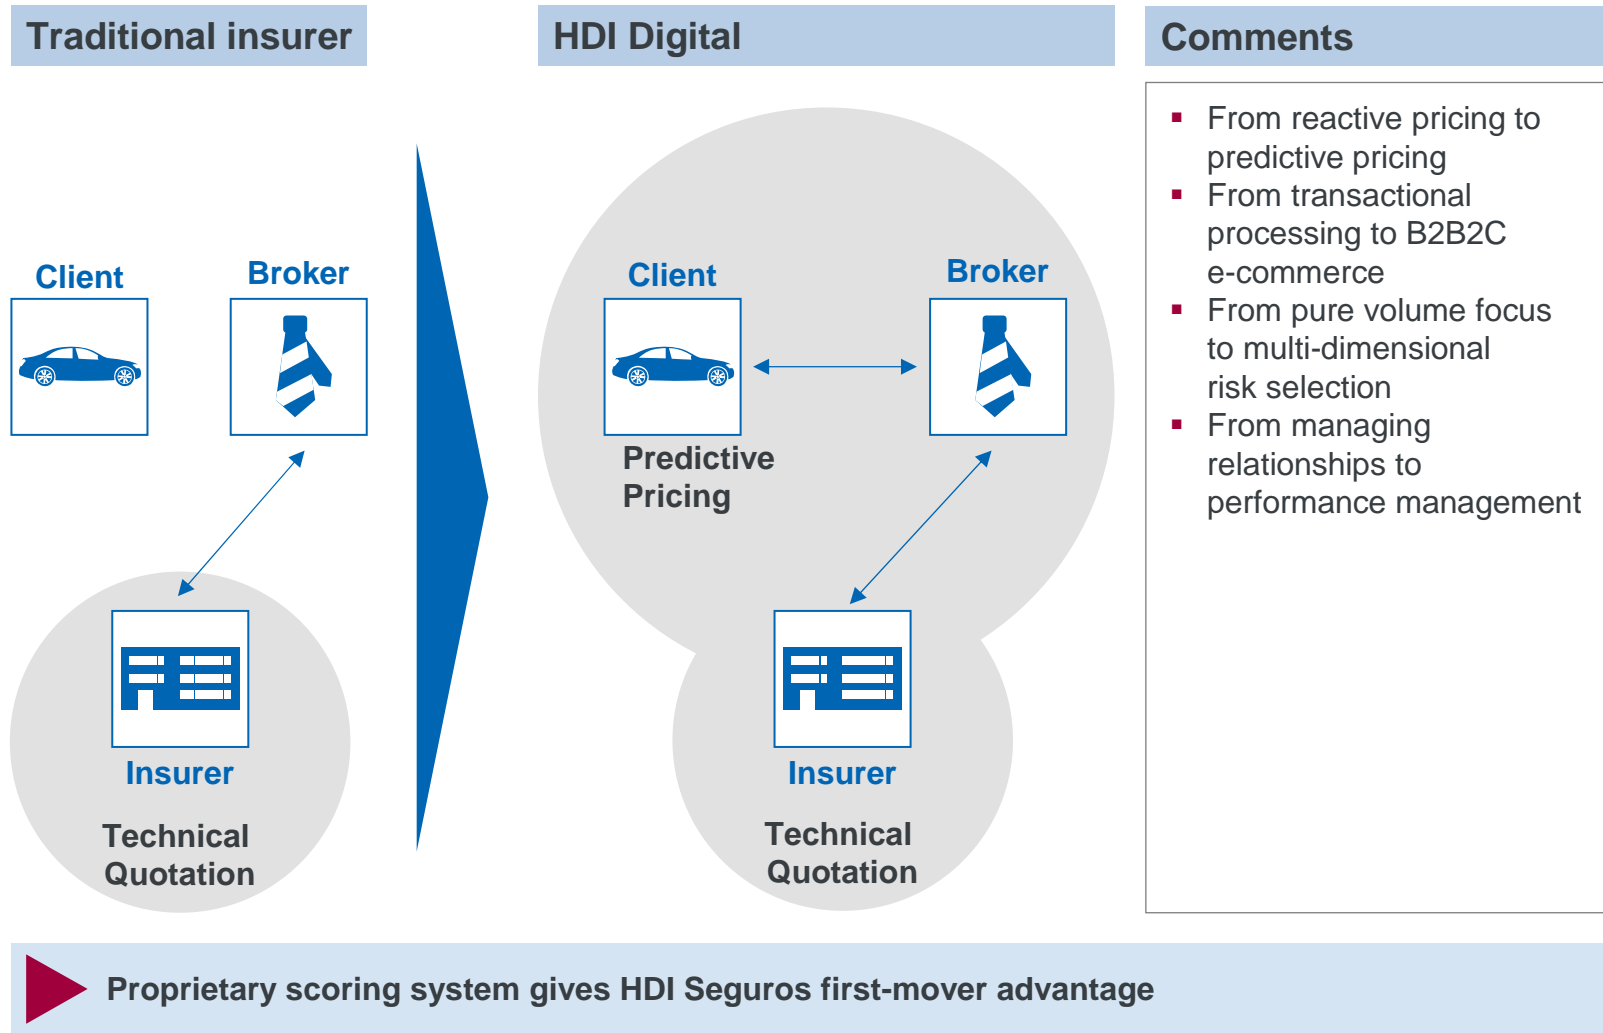 Traditional insurer
HDI Digital
Comments
Client
Broker
Insurer
Technical
Quotation
Client
Broker
Predictive
Pricing
Insurer
Technical
Quotation
▪ From reactive pricing to
predictive pricing
▪ From transactional
processing to B2B2C
e-commerce
▪ From pure volume focus
to multi-dimensional
risk selection
▪ From managing
relationships to
performance management
Proprietary scoring system gives HDI Seguros first-mover advantage